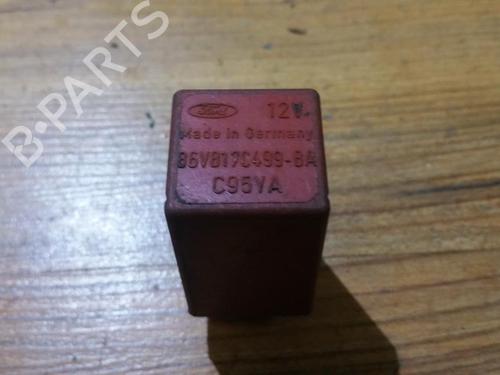 B-PARTS
Ford 12V.
Made in Germany
86VB17C499-BA
C95YA